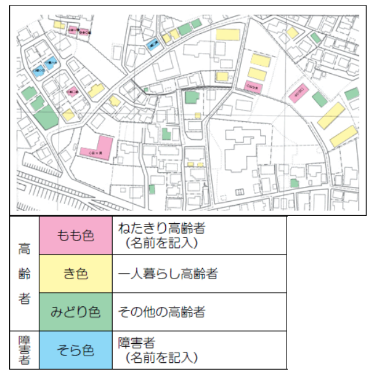 高齢者
もも色
ねたきり高齢者
（名前を記入）
き色
一人暮らし高齢者
みどり色
その他の高齢者
障害者
そら色
障害者
（名前を記入）